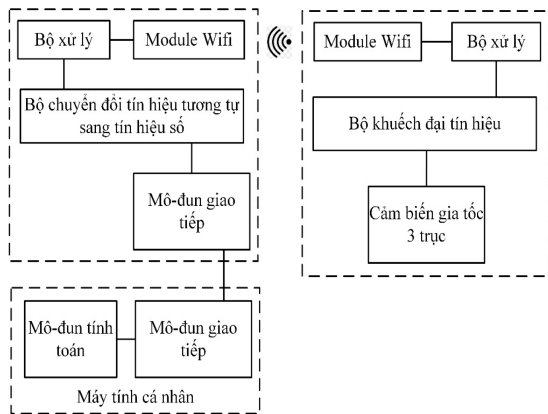 Bộ xử lý
Module Wifi
Bộ chuyển đổi tín hiệu tương tự
sang tín hiệu số
Mô-đun giao
tiếp
Mô-đun tính
toán
Mô-đun giao
tiếp
Máy tính cá nhân
Module Wifi
Bộ xử lý
Bộ khuếch đại tín hiệu
Cảm biến gia tốc
3 trục